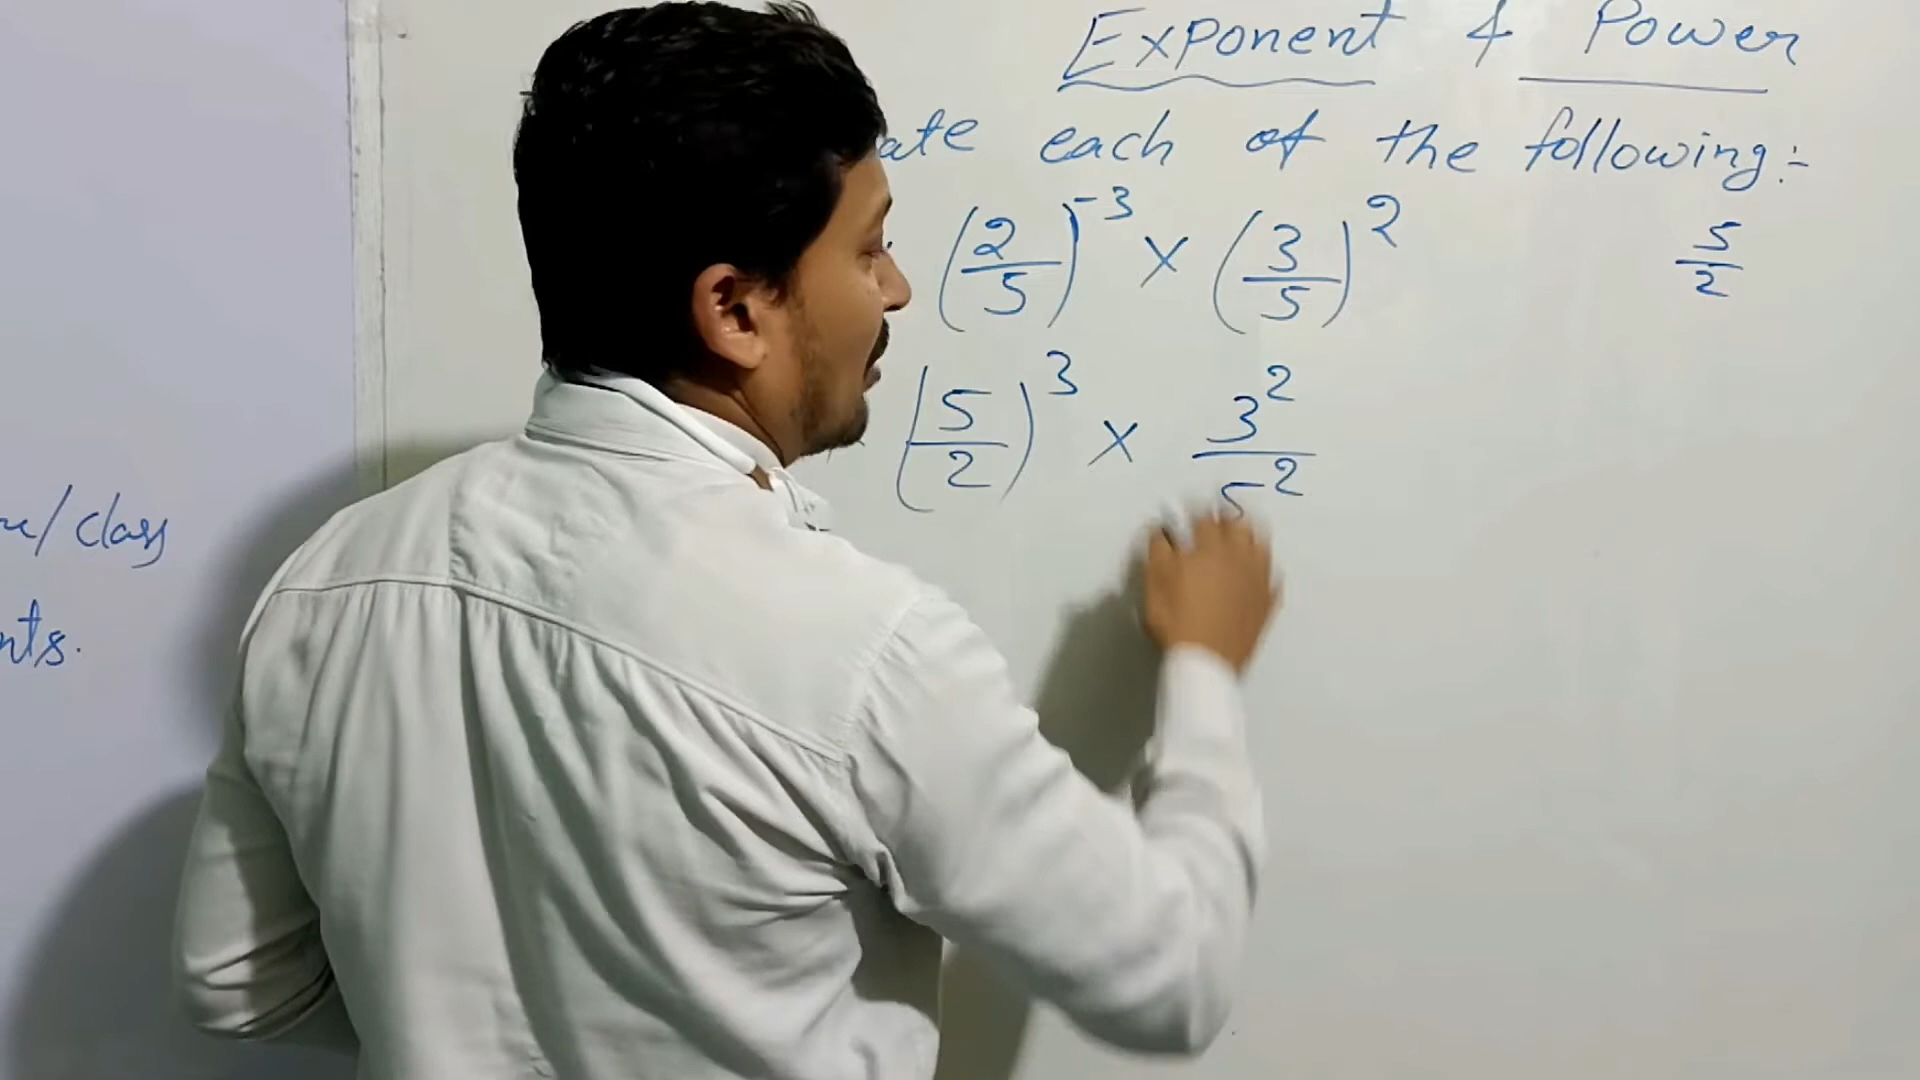 Exponent & Power
ate each of the following:-
(2/5)^-3 × (3/5)^2
5/2
(5/2)^3 × 3^2/5^2
/class
nts.